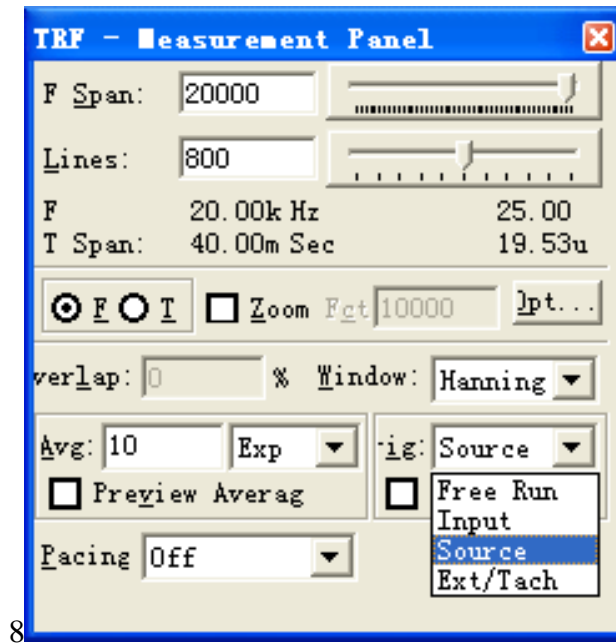 TRF - Measurement Panel
F Span: 20000
Lines: 800
F 20.00k Hz 25.00
T Span: 40.00m Sec 19.53u
F T Zoom Fct 10000 Opt...
verlap: 0 % Window: Hanning
Avg: 10 Exp rig: Source
Preview Averag Free Run
Input
Pacing Off Source
Ext/Tach
8